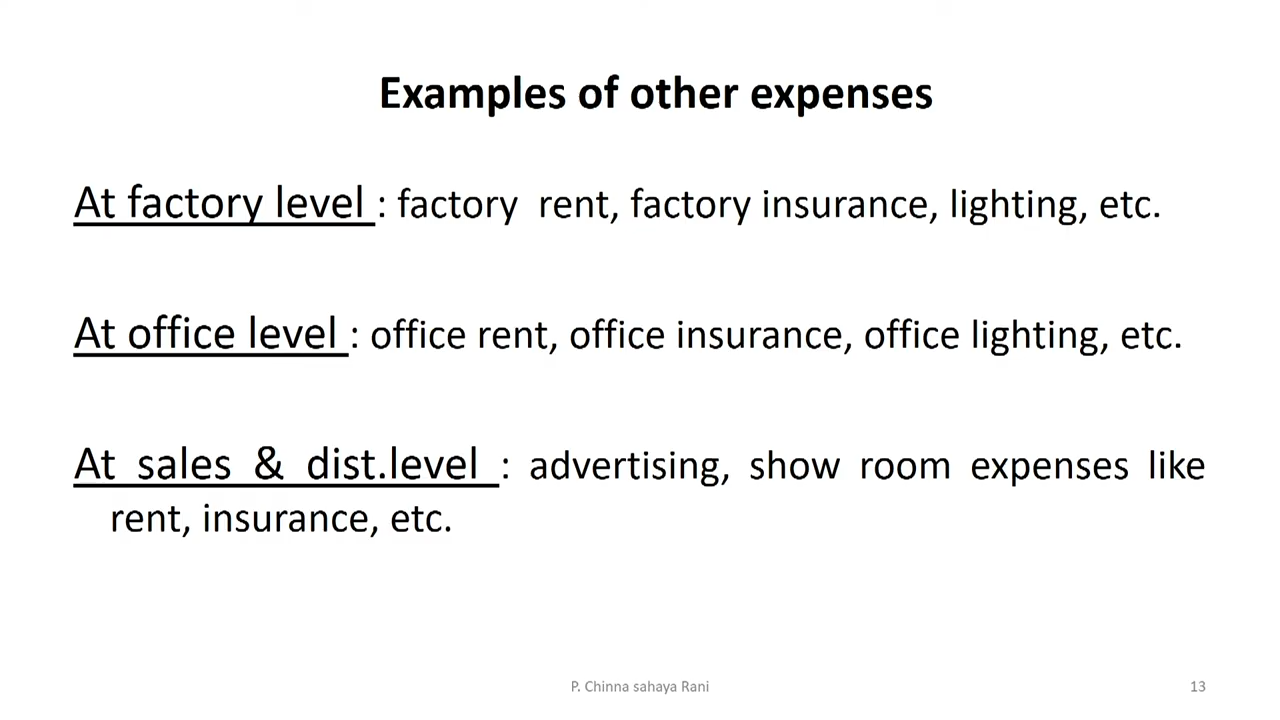 Examples of other expenses
At factory level : factory rent, factory insurance, lighting, etc.
At office level : office rent, office insurance, office lighting, etc.
At sales & dist.level : advertising, show room expenses like
rent, insurance, etc.
P. Chinna sahaya Rani
13